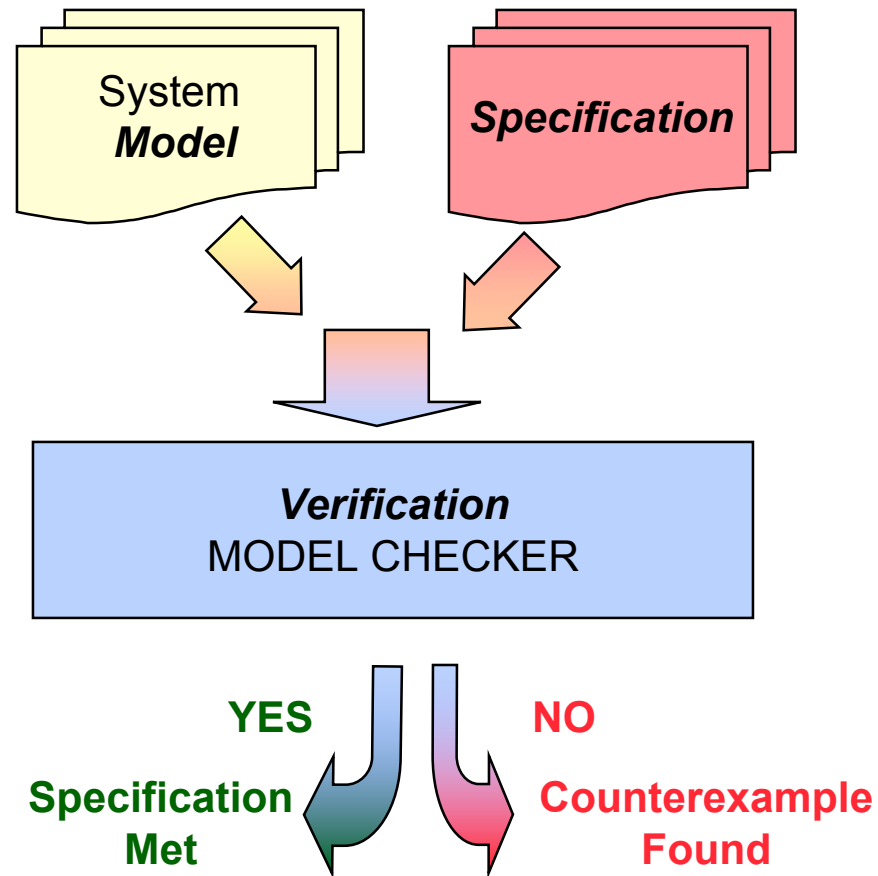 System
Model
Specification
Verification
MODEL CHECKER
YES
NO
Specification
Met
Counterexample
Found